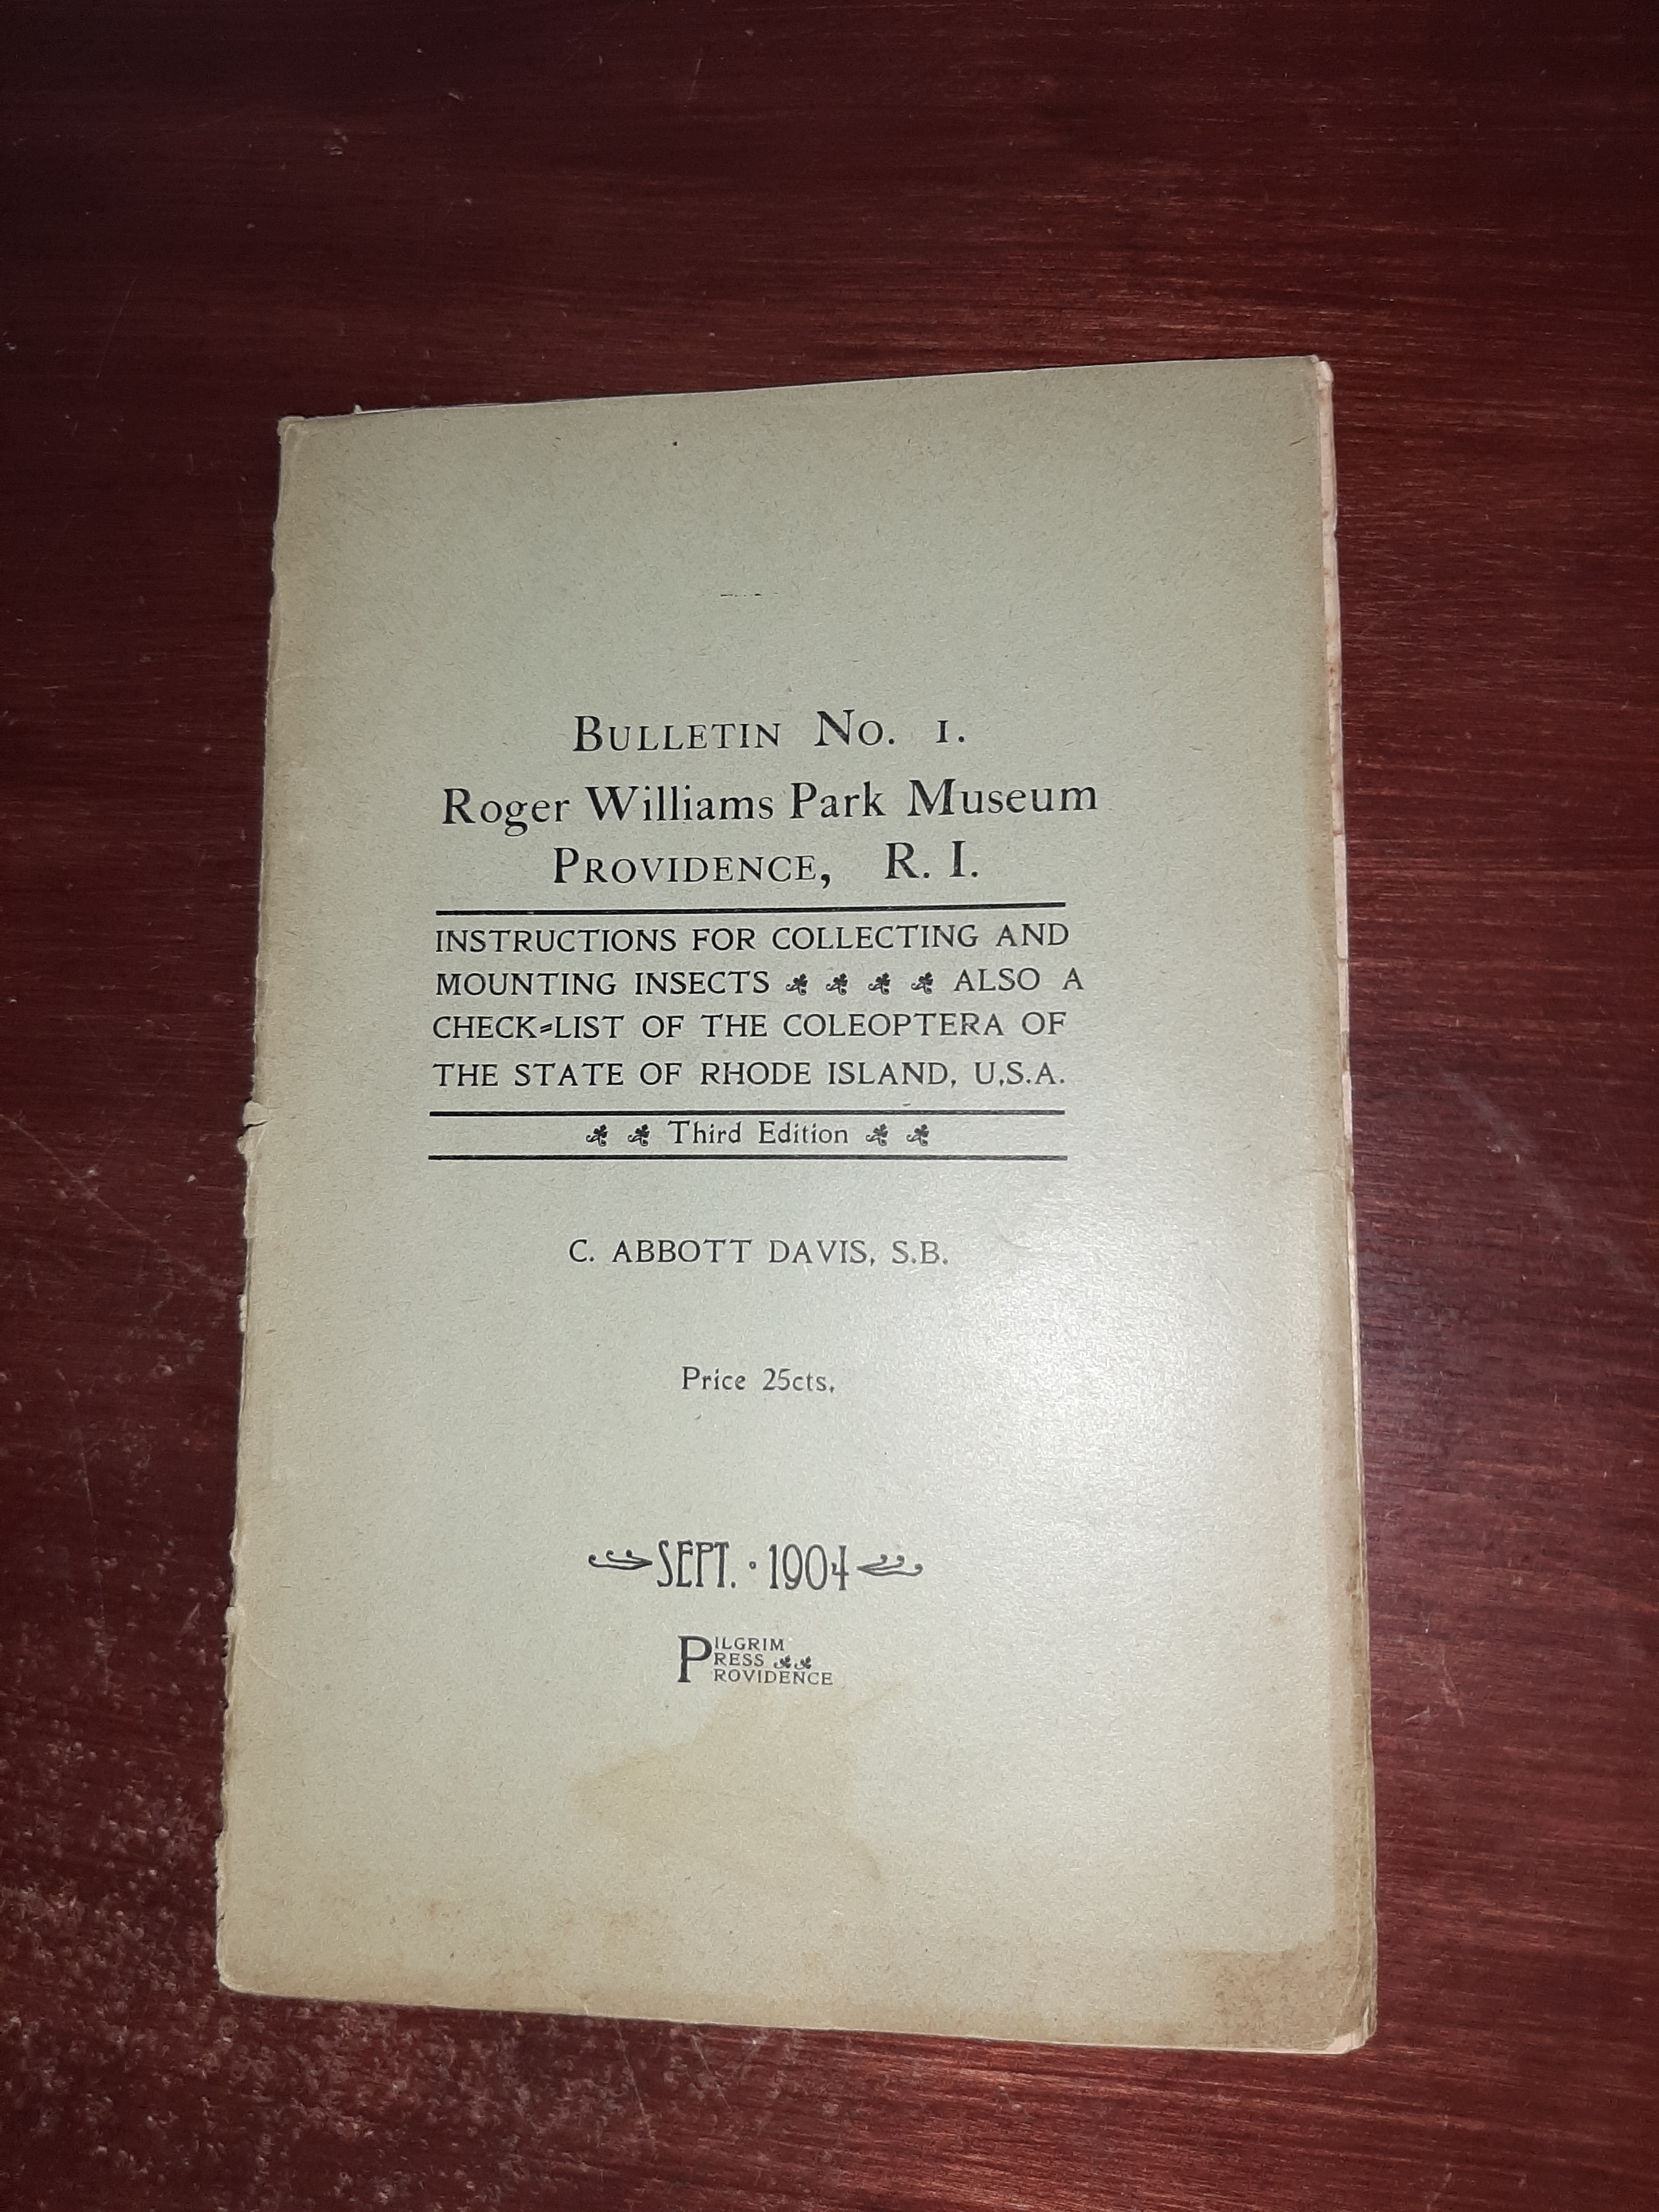 BULLETIN No. 1.
Roger Williams Park Museum
PROVIDENCE, R. I.
INSTRUCTIONS FOR COLLECTING AND
MOUNTING INSECTS ALSO A
CHECK=LIST OF THE COLEOPTERA OF
THE STATE OF RHODE ISLAND, U.S.A.
Third Edition
C. ABBOTT DAVIS, S.B.
Price 25cts.
SEPT. · 1904
PILGRIM
PRESS
PROVIDENCE